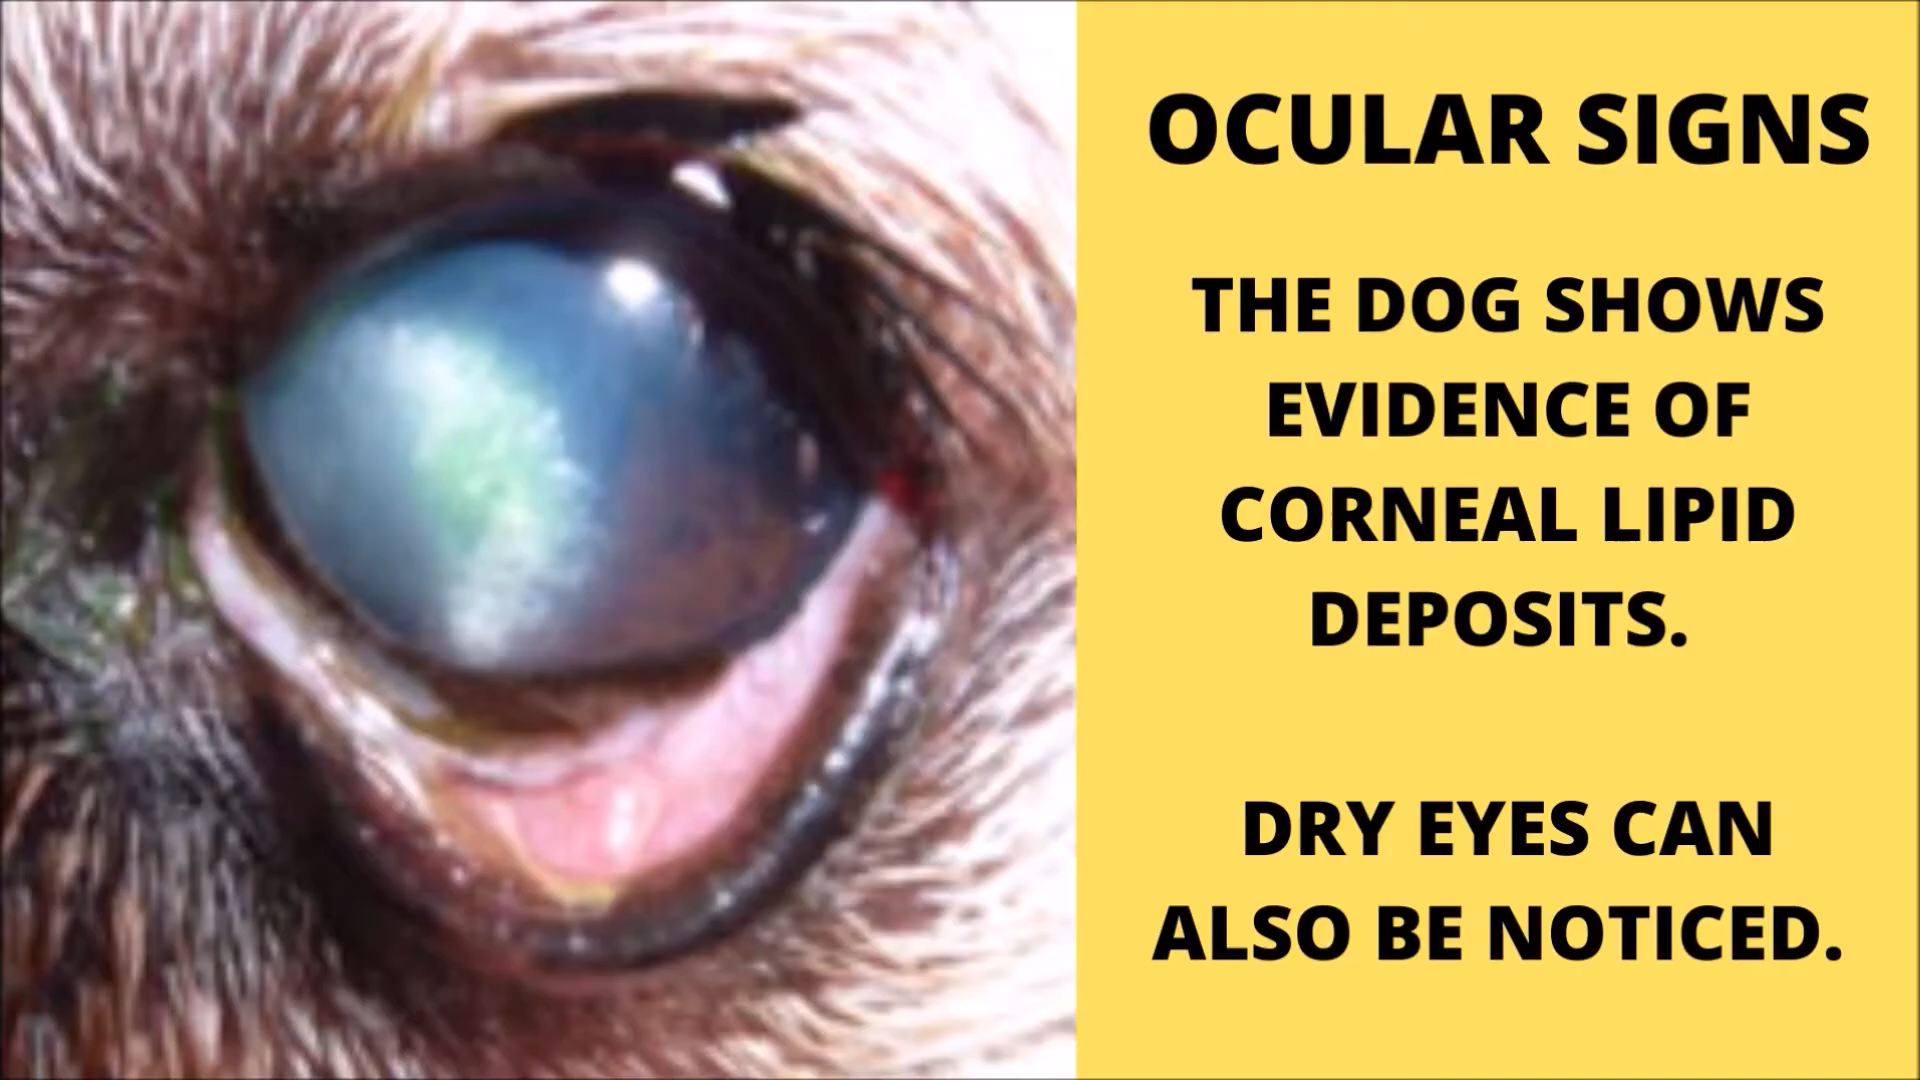 OCULAR SIGNS
THE DOG SHOWS
EVIDENCE OF
CORNEAL LIPID
DEPOSITS.
DRY EYES CAN
ALSO BE NOTICED.